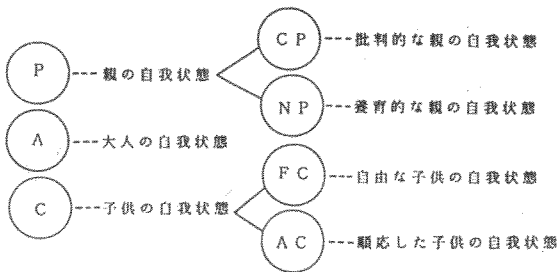 CP---批判的な親の自我状態
P---親の自我状態
NP---養育的な親の自我状態
A---大人の自我状態
FC---自由な子供の自我状態
C---子供の自我状態
AC---順応した子供の自我状態